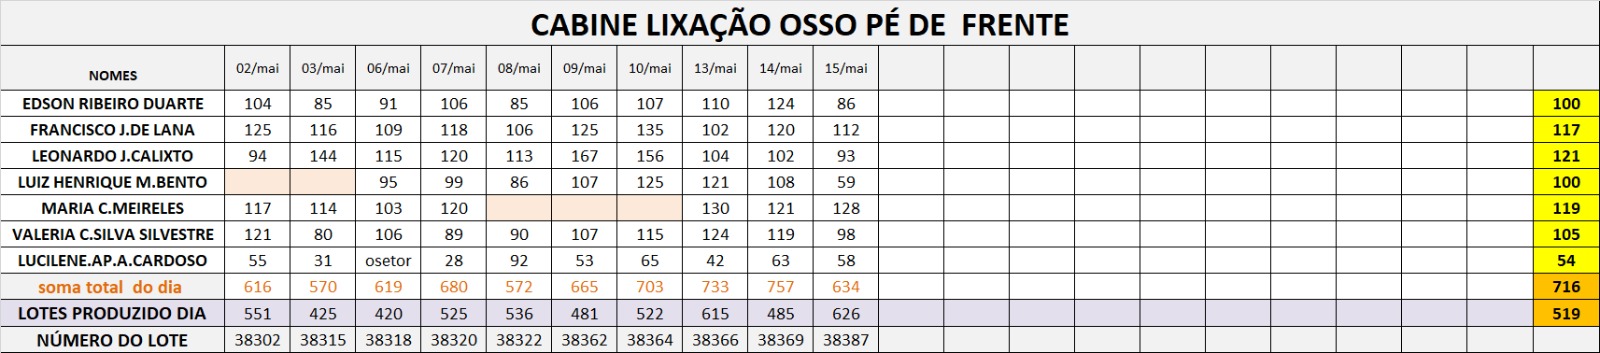 CABINE LIXAÇÃO OSSO PÉ DE  FRENTE
NOMES 02/mai 03/mai 06/mai 07/mai 08/mai 09/mai 10/mai 13/mai 14/mai 15/mai
EDSON RIBEIRO DUARTE 104 85 91 106 85 106 107 110 124 86 100
FRANCISCO J.DE LANA 125 116 109 118 106 125 135 102 120 112 117
LEONARDO J.CALIXTO 94 144 115 120 113 167 156 104 102 93 121
LUIZ HENRIQUE M.BENTO 95 99 86 107 125 121 108 59 100
MARIA C.MEIRELES 117 114 103 120 130 121 128 119
VALERIA C.SILVA SILVESTRE 121 80 106 89 90 107 115 124 119 98 105
LUCILENE.AP.A.CARDOSO 55 31 osetor 28 92 53 65 42 63 58 54
soma total  do dia 616 570 619 680 572 665 703 733 757 634 716
LOTES PRODUZIDO DIA 551 425 420 525 536 481 522 615 485 626 519
NÚMERO DO LOTE 38302 38315 38318 38320 38322 38362 38364 38366 38369 38387